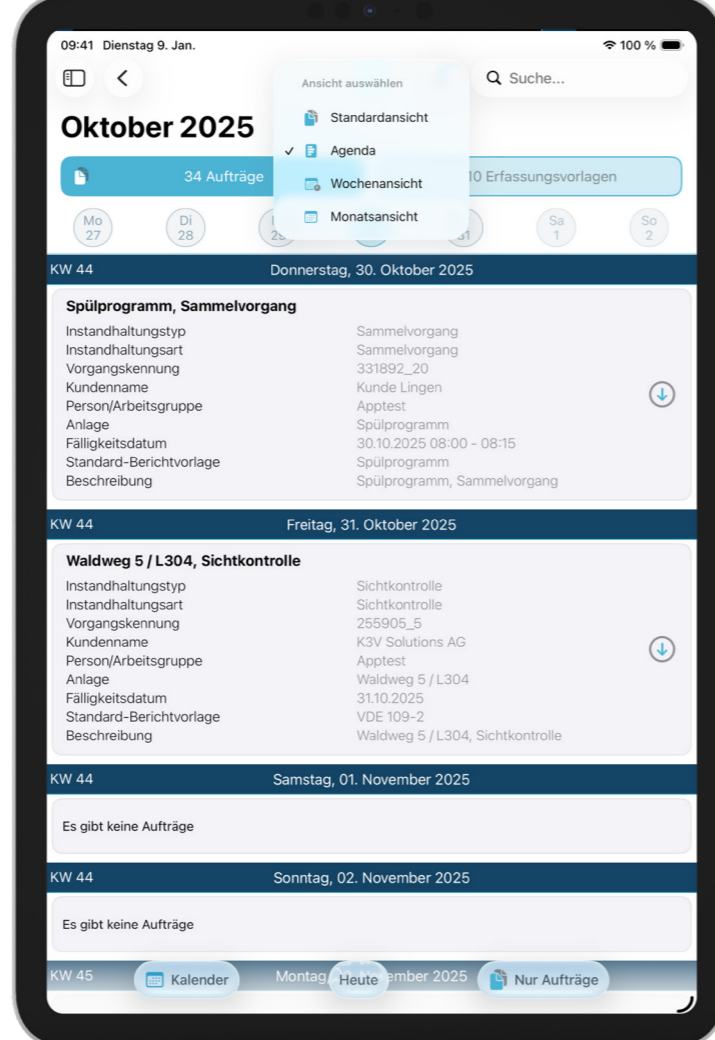 09:41 Dienstag 9. Jan.
100 %
Ansicht auswählen
Suche...
Standardansicht
Agenda
Wochenansicht
Monatsansicht
Oktober 2025
34 Aufträge
10 Erfassungsvorlagen
Mo
27
Di
28
31
Sa
1
So
2
KW 44 Donnerstag, 30. Oktober 2025
Spülprogramm, Sammelvorgang
Instandhaltungstyp Sammelvorgang
Instandhaltungsart Sammelvorgang
Vorgangskennung 331892_20
Kundenname Kunde Lingen
Person/Arbeitsgruppe Apptest
Anlage Spülprogramm
Fälligkeitsdatum 30.10.2025 08:00 - 08:15
Standard-Berichtvorlage Spülprogramm
Beschreibung Spülprogramm, Sammelvorgang
KW 44 Freitag, 31. Oktober 2025
Waldweg 5 / L304, Sichtkontrolle
Instandhaltungstyp Sichtkontrolle
Instandhaltungsart Sichtkontrolle
Vorgangskennung 255905_5
Kundenname K3V Solutions AG
Person/Arbeitsgruppe Apptest
Anlage Waldweg 5 / L304
Fälligkeitsdatum 31.10.2025
Standard-Berichtvorlage VDE 109-2
Beschreibung Waldweg 5 / L304, Sichtkontrolle
KW 44 Samstag, 01. November 2025
Es gibt keine Aufträge
KW 44 Sonntag, 02. November 2025
Es gibt keine Aufträge
KW 45 Montag, ember 2025
Kalender
Heute
Nur Aufträge